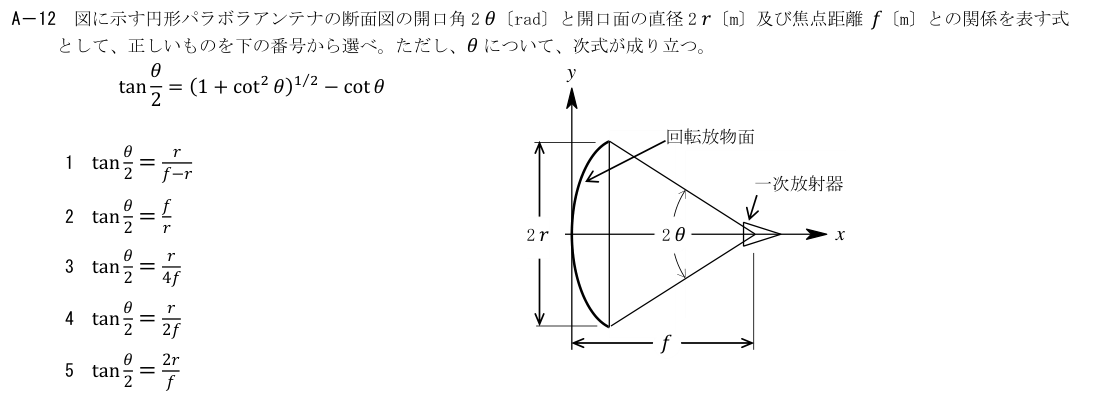 A－12 図に示す円形パラボラアンテナの断面図の開口角 2θ〔rad〕と開口面の直径 2r〔m〕及び焦点距離 f〔m〕との関係を表す式
として、正しいものを下の番号から選べ。ただし、θ について、次式が成り立つ。
tan θ/2 = (1 + cot² θ)^{1/2} − cot θ
1 tan θ/2 = r/(f−r)
2 tan θ/2 = f/r
3 tan θ/2 = r/4f
4 tan θ/2 = r/2f
5 tan θ/2 = 2r/f
y
回転放物面
一次放射器
2r
2θ
x
f